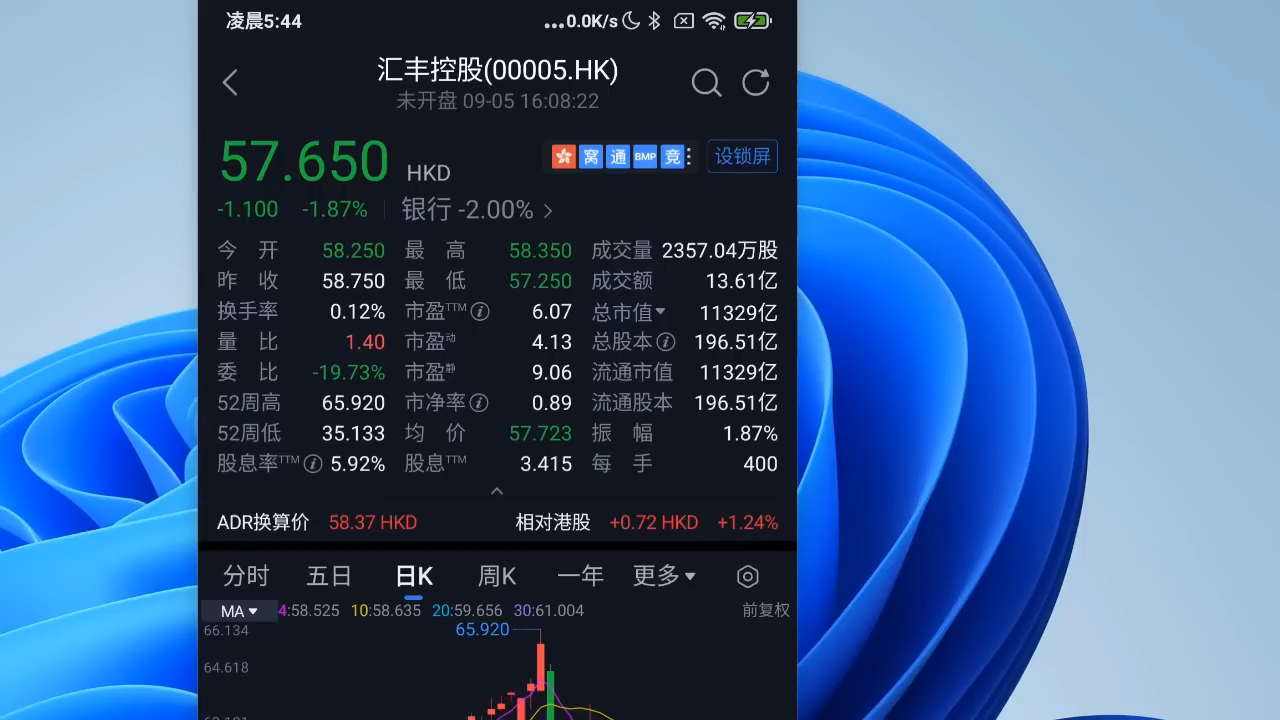 凌晨5:44 ...0.0K/s
汇丰控股(00005.HK)
未开盘 09-05 16:08:22
57.650 HKD 窝 通 BMP 竞 设锁屏
-1.100 -1.87% 银行 -2.00%
今开 58.250 最高 58.350 成交量 2357.04万股
昨收 58.750 最低 57.250 成交额 13.61亿
换手率 0.12% 市盈TTM 6.07 总市值 11329亿
量比 1.40 市盈动 4.13 总股本 196.51亿
委比 -19.73% 市盈静 9.06 流通市值 11329亿
52周高 65.920 市净率 0.89 流通股本 196.51亿
52周低 35.133 均价 57.723 振幅 1.87%
股息率TTM 5.92% 股息TTM 3.415 每手 400
ADR换算价 58.37 HKD 相对港股 +0.72 HKD +1.24%
分时 五日 日K 周K 一年 更多
MA 4:58.525 10:58.635 20:59.656 30:61.004 前复权
66.134 65.920
64.618